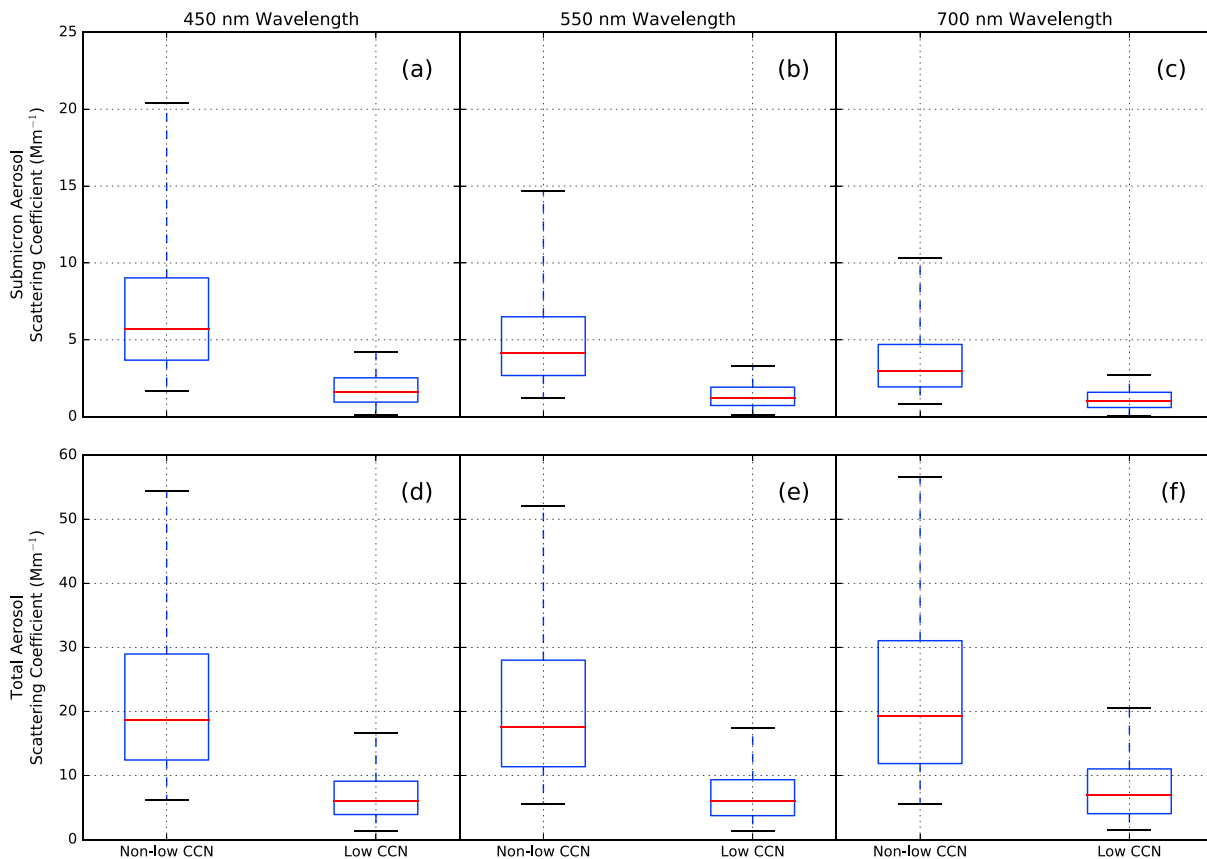 450 nm Wavelength
550 nm Wavelength
700 nm Wavelength
Submicron Aerosol
Scattering Coefficient (Mm⁻¹)
25
20
15
10
5
0
(a)
(b)
(c)
Total Aerosol
Scattering Coefficient (Mm⁻¹)
60
50
40
30
20
10
0
(d)
(e)
(f)
Non-low CCN
Low CCN
Non-low CCN
Low CCN
Non-low CCN
Low CCN